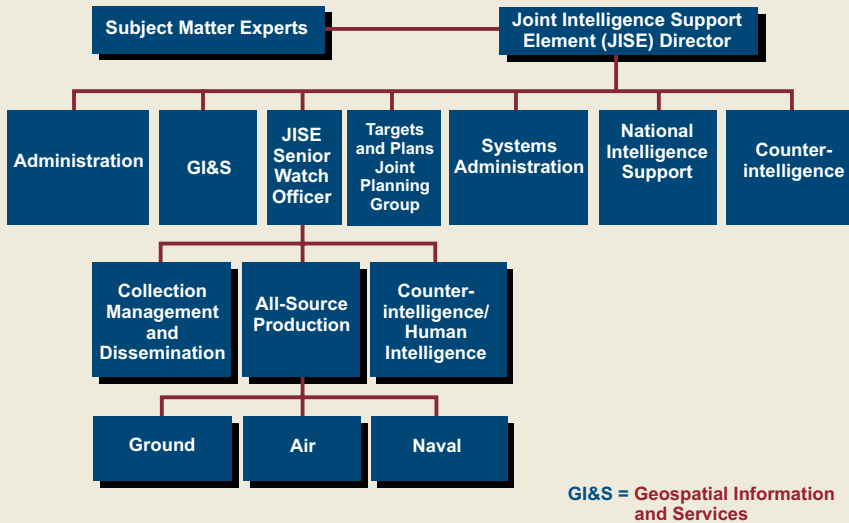 Subject Matter Experts
Joint Intelligence Support
Element (JISE) Director
Administration
GI&S
JISE
Senior
Watch
Officer
Targets
and Plans
Joint
Planning
Group
Systems
Administration
National
Intelligence
Support
Counter-
intelligence
Collection
Management
and
Dissemination
All-Source
Production
Counter-
intelligence/
Human
Intelligence
Ground
Air
Naval
GI&S = Geospatial Information
and Services